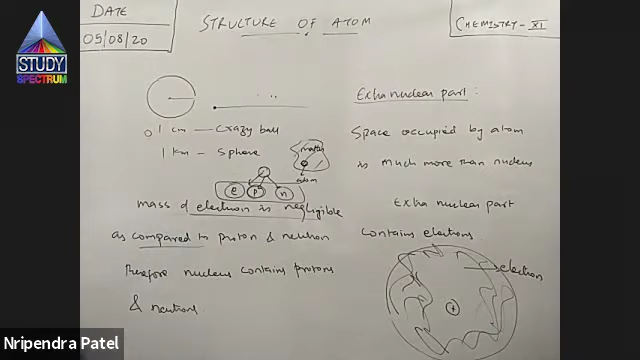 DATE
05/08/20
STRUCTURE OF ATOM
CHEMISTRY - XI
STUDY
SPECTRUM
1 cm — Crazy ball
1 Km - Sphere
matter
atom
e p n
mass of electron is negligible
as compared to proton & neutron
Therefore nucleus contains protons
& neutrons.
Extra nuclear part :
Space occupied by atom
is much more than nucleus
Extra nuclear part
contains electrons
electron
+
Nripendra Patel